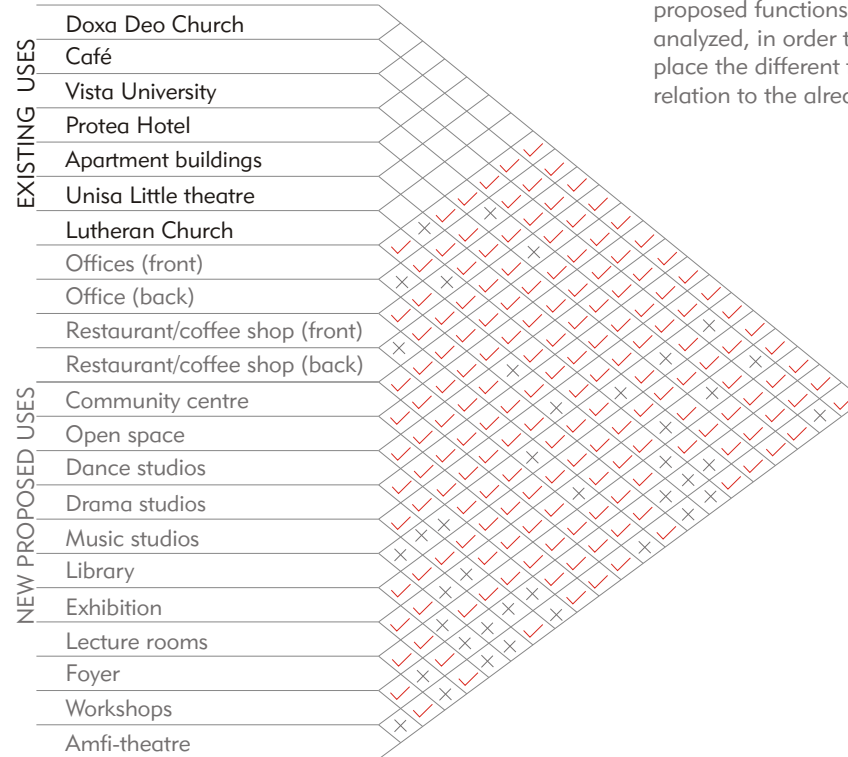 proposed functions
analyzed, in order t
place the different
relation to the alrea
EXISTING USES
Doxa Deo Church
Café
Vista University
Protea Hotel
Apartment buildings
Unisa Little theatre
Lutheran Church
NEW PROPOSED USES
Offices (front)
Office (back)
Restaurant/coffee shop (front)
Restaurant/coffee shop (back)
Community centre
Open space
Dance studios
Drama studios
Music studios
Library
Exhibition
Lecture rooms
Foyer
Workshops
Amfi-theatre